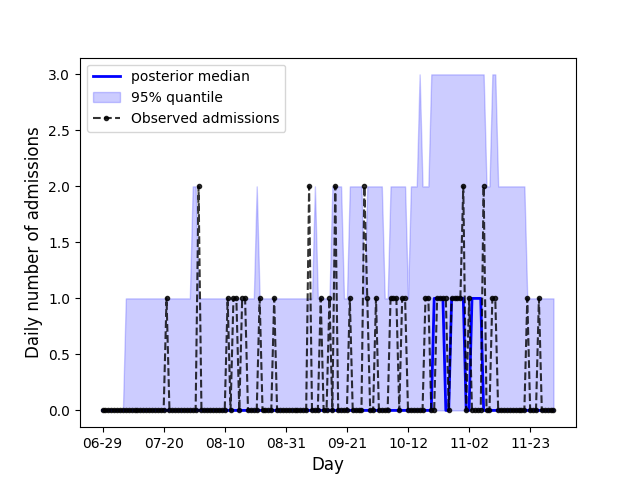 posterior median
95% quantile
Observed admissions
3.0
2.5
2.0
1.5
1.0
0.5
0.0
Daily number of admissions
06-29 07-20 08-10 08-31 09-21 10-12 11-02 11-23
Day